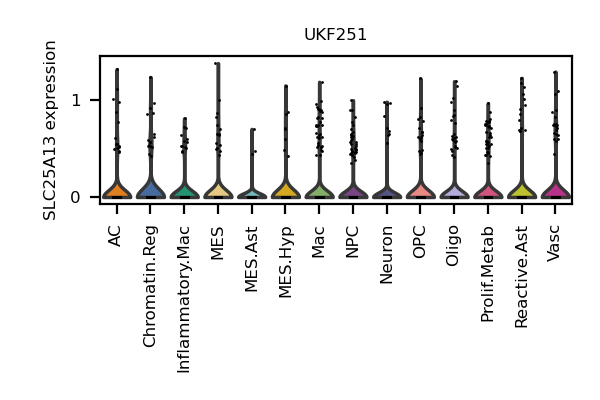 UKF251
SLC25A13 expression
1
0
AC
Chromatin.Reg
Inflammatory.Mac
MES
MES.Ast
MES.Hyp
Mac
NPC
Neuron
OPC
Oligo
Prolif.Metab
Reactive.Ast
Vasc